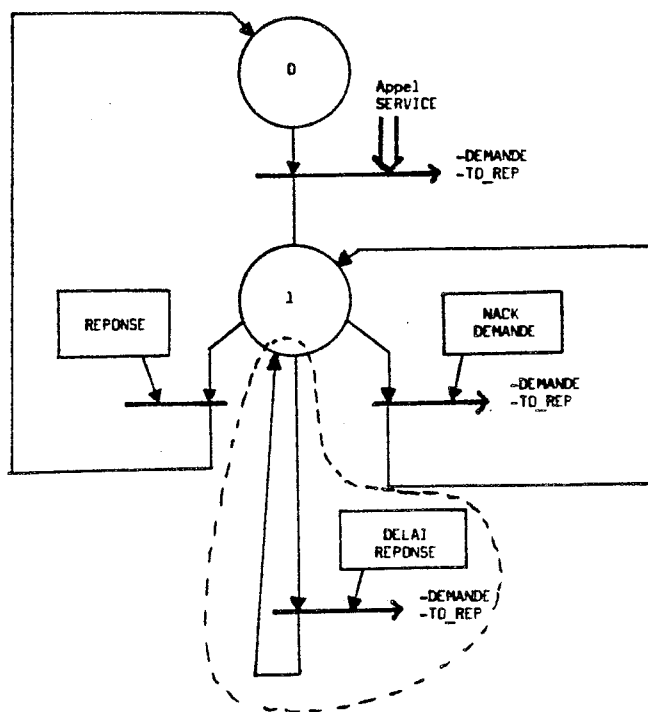 0
Appel
SERVICE
-DEMANDE
-TO_REP
1
REPONSE
NACK
DEMANDE
-DEMANDE
-TO_REP
DELAI
REPONSE
-DEMANDE
-TO_REP